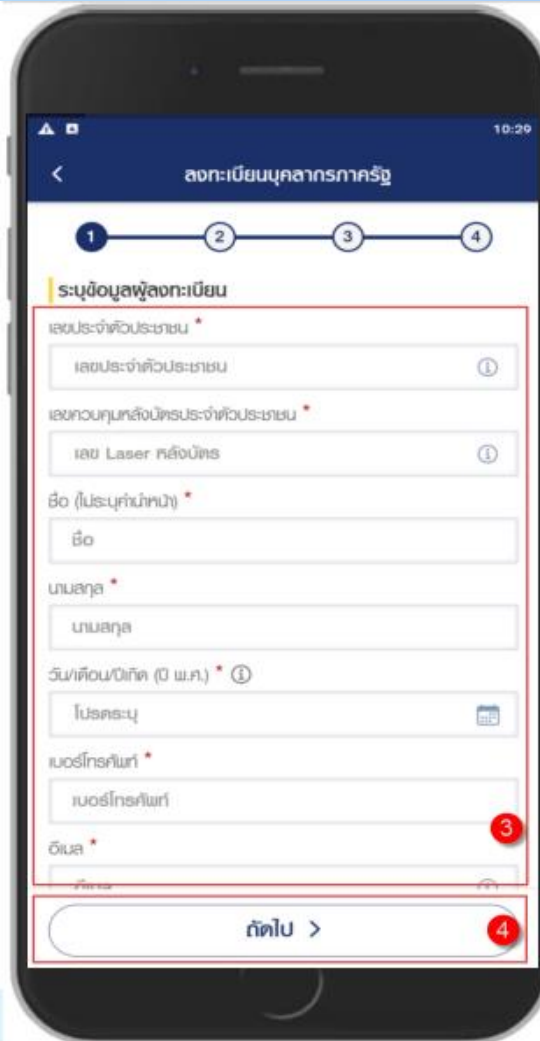 10:29
ลงทะเบียนบุคลากรภาครัฐ
1 2 3 4
ระบุข้อมูลผู้ลงทะเบียน
เลขประจำตัวประชาชน *
เลขประจำตัวประชาชน
เลขควบคุมหลังบัตรประจำตัวประชาชน *
เลข Laser หลังบัตร
ชื่อ (ไม่ระบุคำนำหน้า) *
ชื่อ
นามสกุล *
นามสกุล
วัน/เดือน/ปีเกิด (ปี พ.ศ.) *
โปรดระบุ
เบอร์โทรศัพท์ *
เบอร์โทรศัพท์
3
อีเมล *
อีเมล
ถัดไป >
4